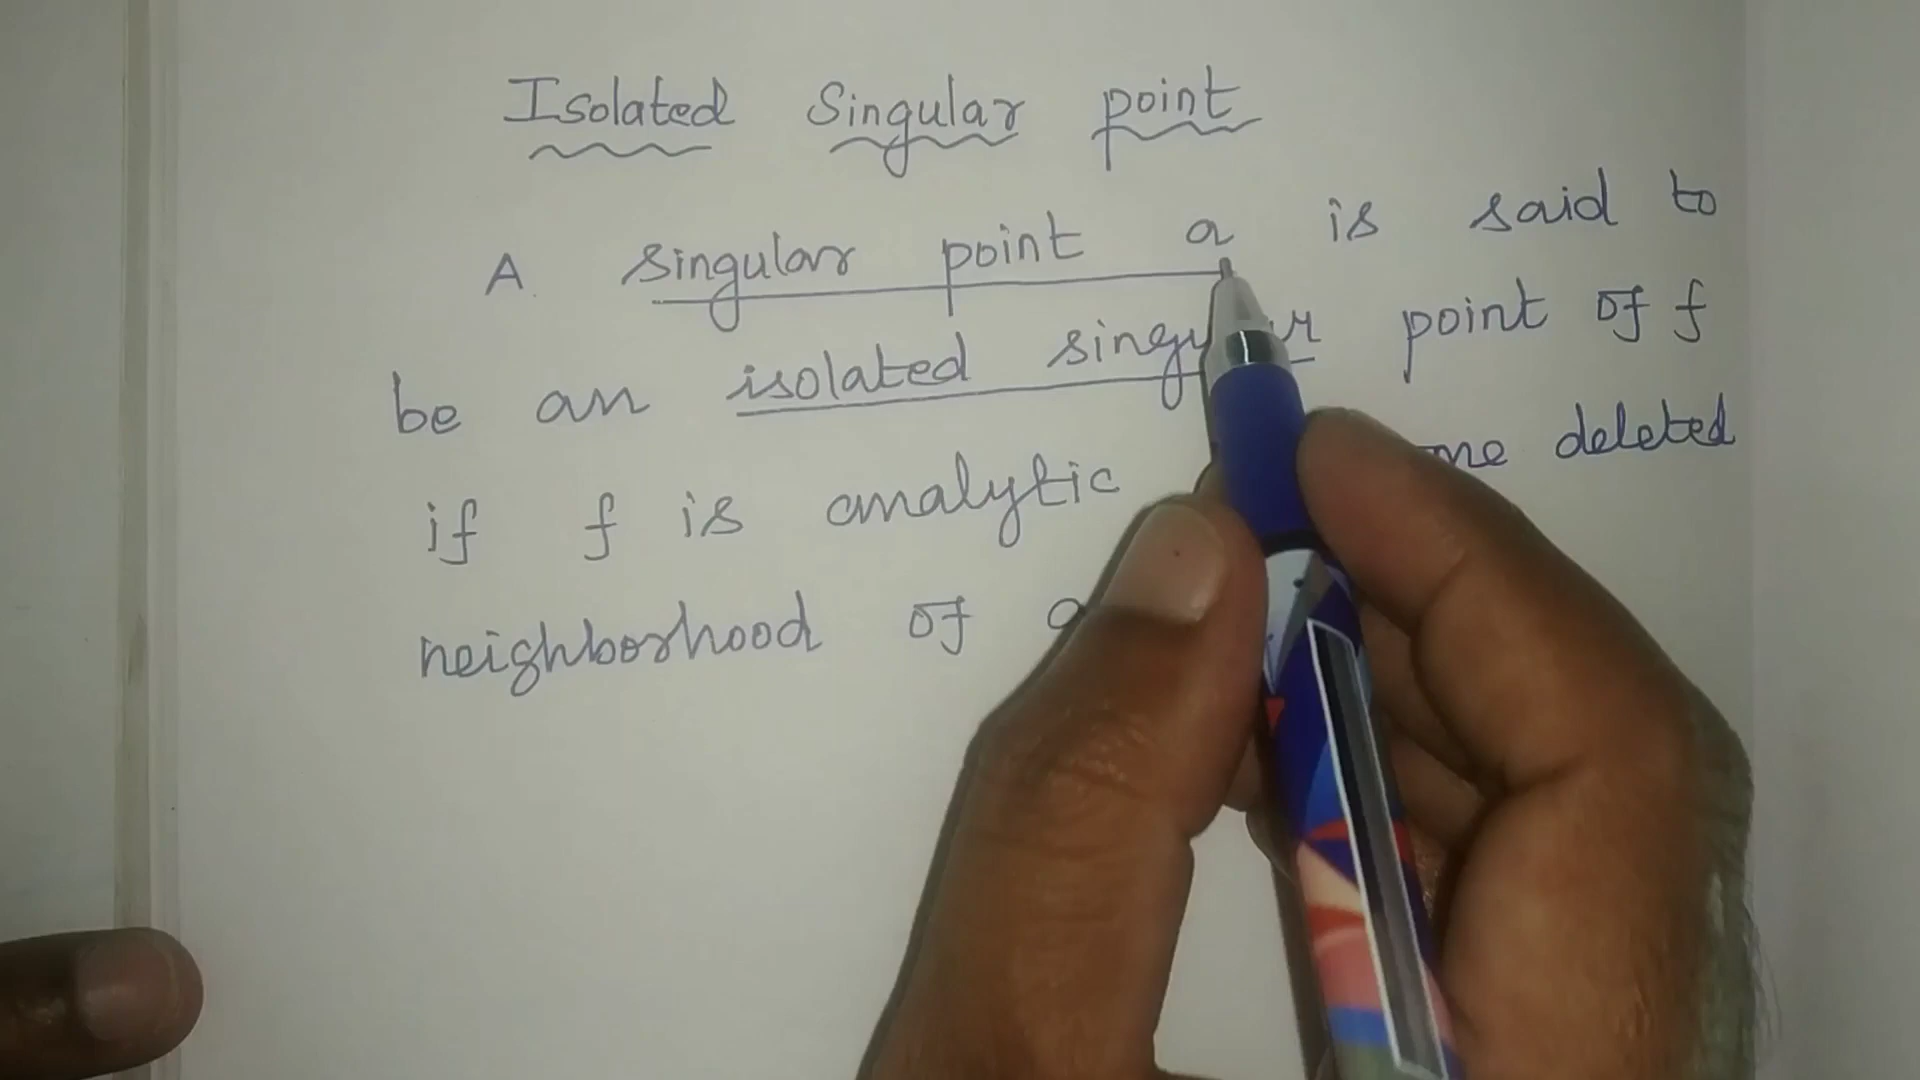 Isolated Singular point
A singular point a is said to
be an isolated point of f
if f is analytic deleted
neighborhood of a